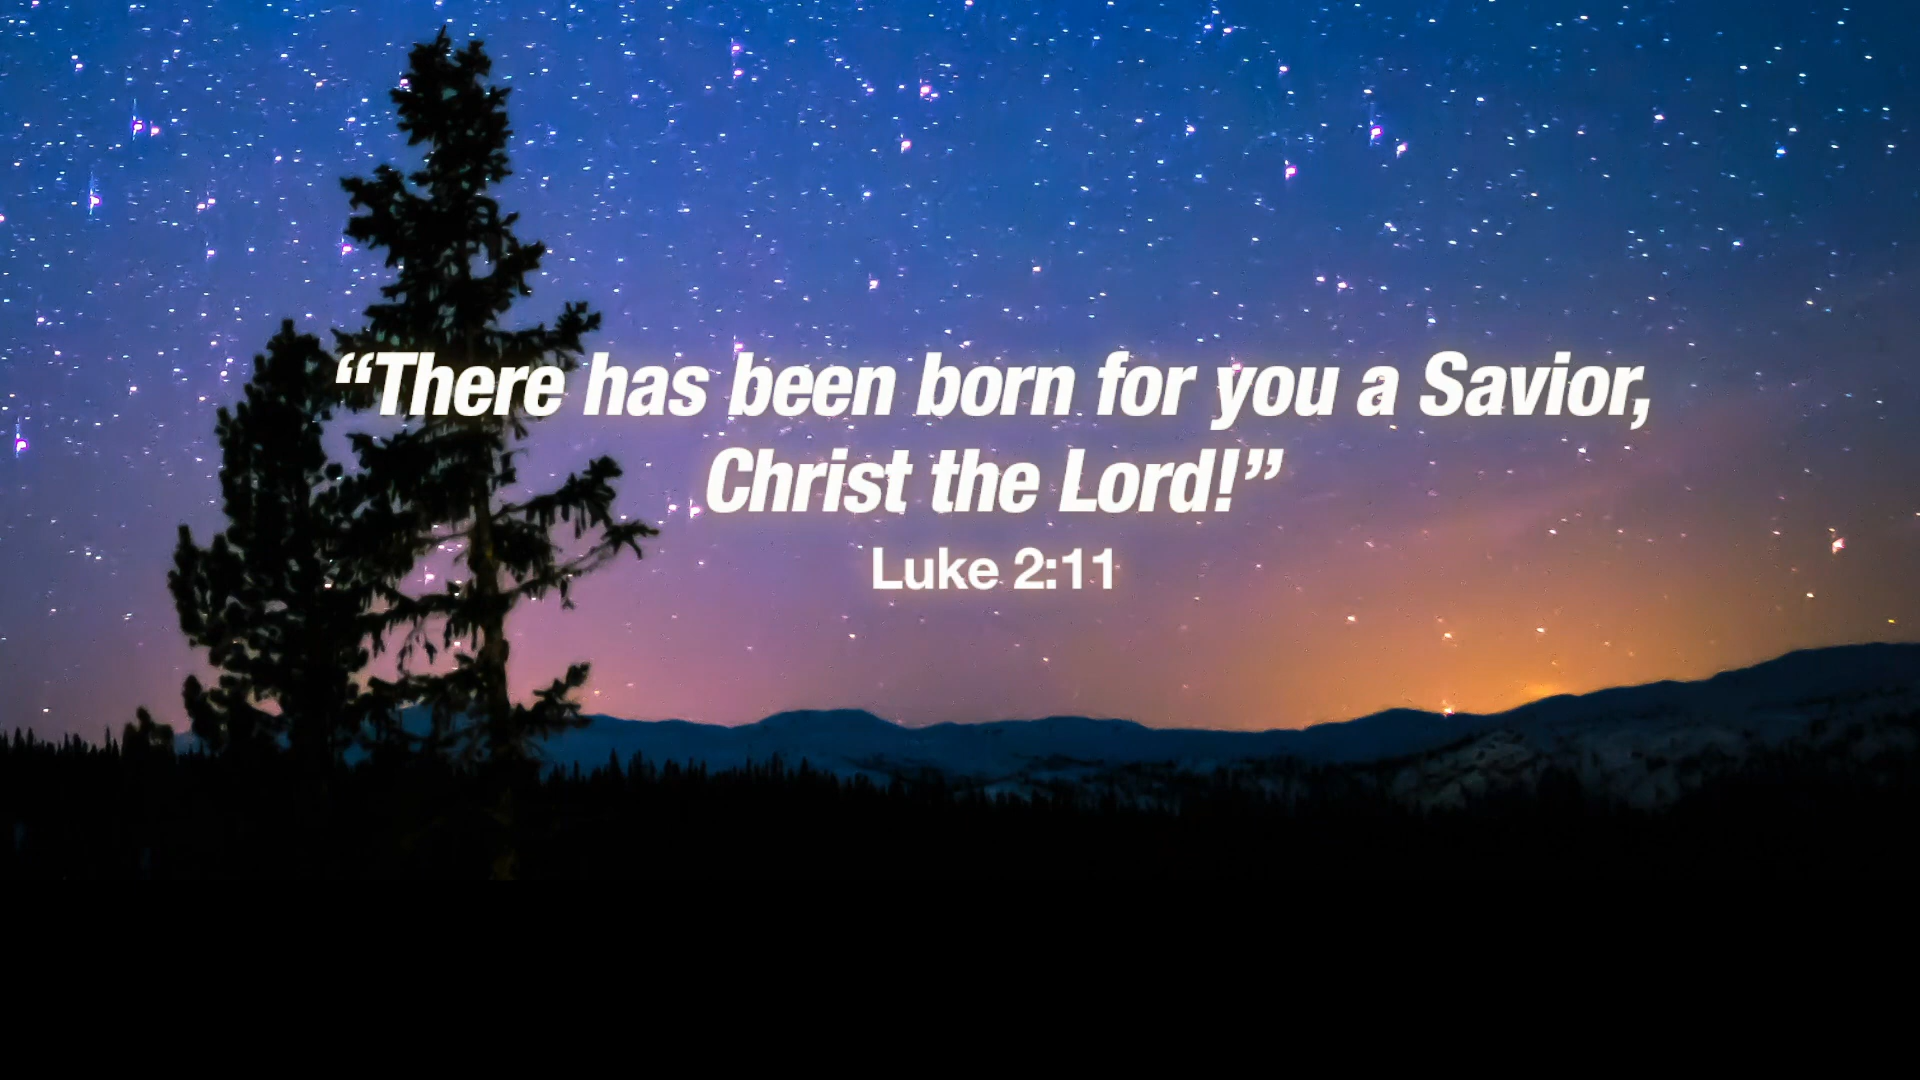 “There has been born for you a Savior,
Christ the Lord!”
Luke 2:11